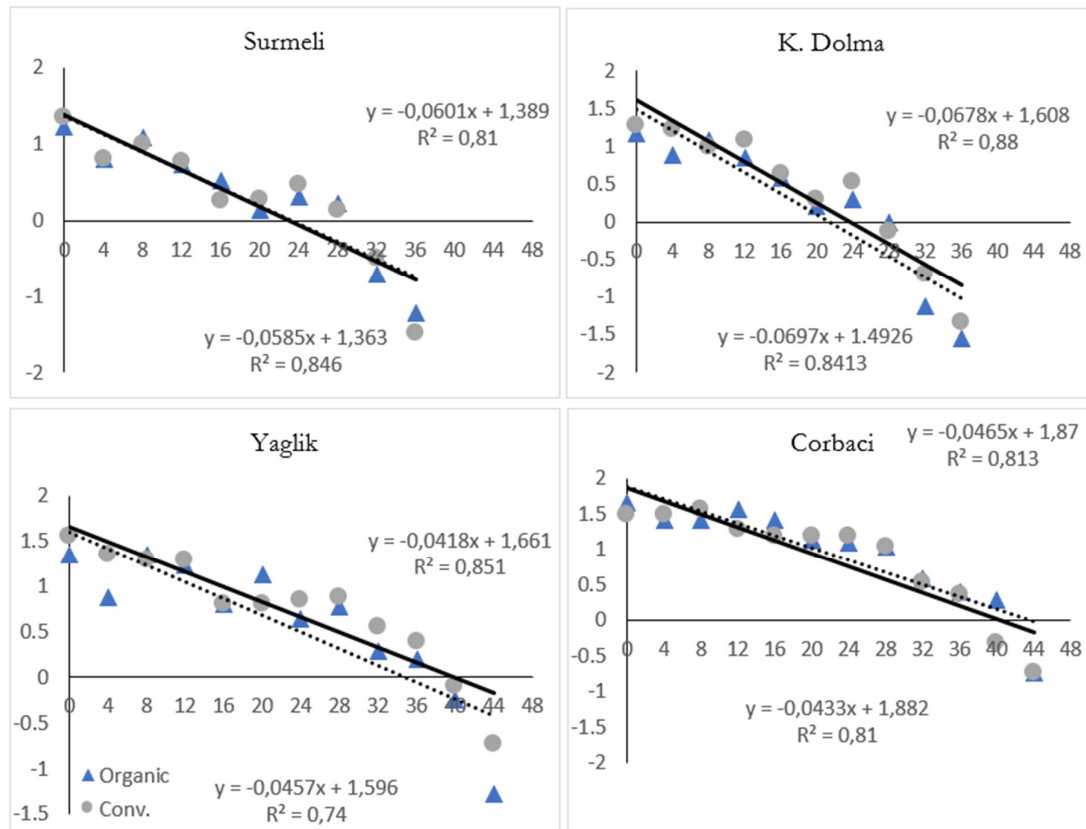 Surmeli
2
1.5
1
0.5
0
-0.5
-1
-1.5
-2
0 4 8 12 16 20 24 28 32 36 40 44 48
y = -0,0601x + 1,389
R² = 0,81
y = -0,0585x + 1,363
R² = 0,846
K. Dolma
2
1.5
1
0.5
0
-0.5
-1
-1.5
-2
0 4 8 12 16 20 24 28 32 36 40 44 48
y = -0,0678x + 1,608
R² = 0,88
y = -0.0697x + 1.4926
R² = 0.8413
Yaglik
2
1.5
1
0.5
0
-0.5
-1
-1.5
0 4 8 12 16 20 24 28 32 36 40 44 48
y = -0,0418x + 1,661
R² = 0,851
y = -0,0457x + 1,596
R² = 0,74
Organic
Conv.
Corbaci
2
1.5
1
0.5
0
-0.5
-1
-1.5
2
0 4 8 12 16 20 24 28 32 36 40 44 48
y = -0,0465x + 1,87
R² = 0,813
y = -0,0433x + 1,882
R² = 0,81